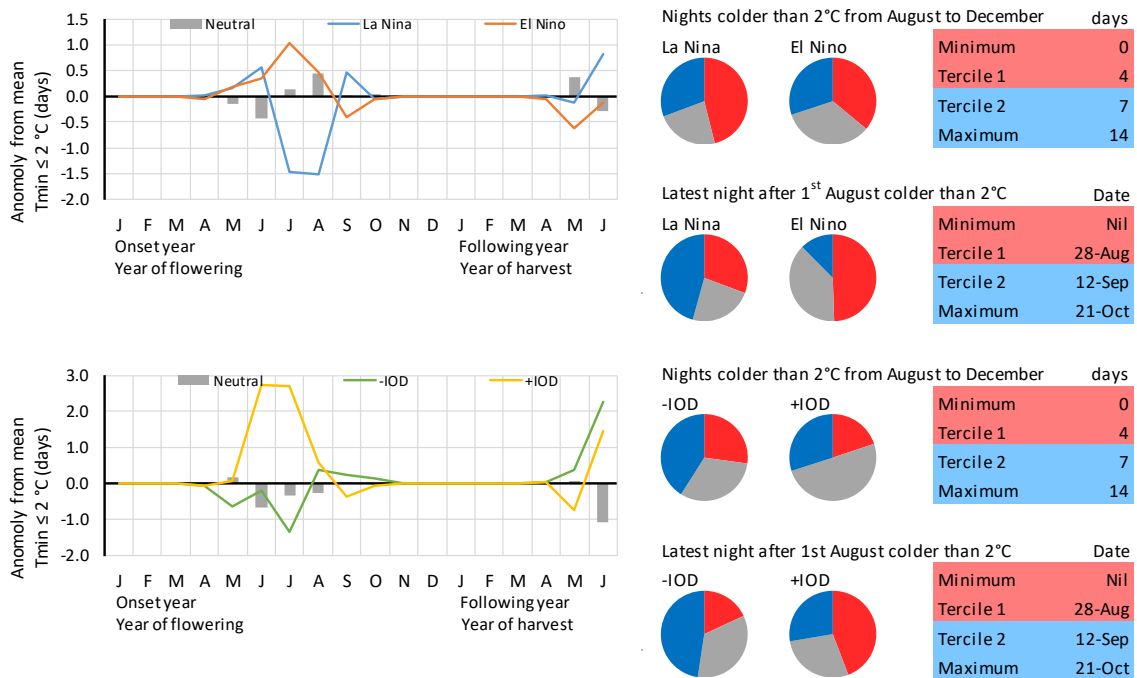 Neutral La Nina El Nino
1.5
1.0
0.5
0.0
-0.5
-1.0
-1.5
-2.0
Anomoly from mean
Tmin ≤ 2 °C (days)
J F M A M J J A S O N D J F M A M J
Onset year
Year of flowering
Following year
Year of harvest
Nights colder than 2°C from August to December days
La Nina El Nino
Minimum 0
Tercile 1 4
Tercile 2 7
Maximum 14
Latest night after 1st August colder than 2°C Date
La Nina El Nino
Minimum Nil
Tercile 1 28-Aug
Tercile 2 12-Sep
Maximum 21-Oct
Neutral -IOD +IOD
3.0
2.0
1.0
0.0
-1.0
-2.0
Anomoly from mean
Tmin ≤ 2 °C (days)
J F M A M J J A S O N D J F M A M J
Onset year
Year of flowering
Following year
Year of harvest
Nights colder than 2°C from August to December days
-IOD +IOD
Minimum 0
Tercile 1 4
Tercile 2 7
Maximum 14
Latest night after 1st August colder than 2°C Date
-IOD +IOD
Minimum Nil
Tercile 1 28-Aug
Tercile 2 12-Sep
Maximum 21-Oct